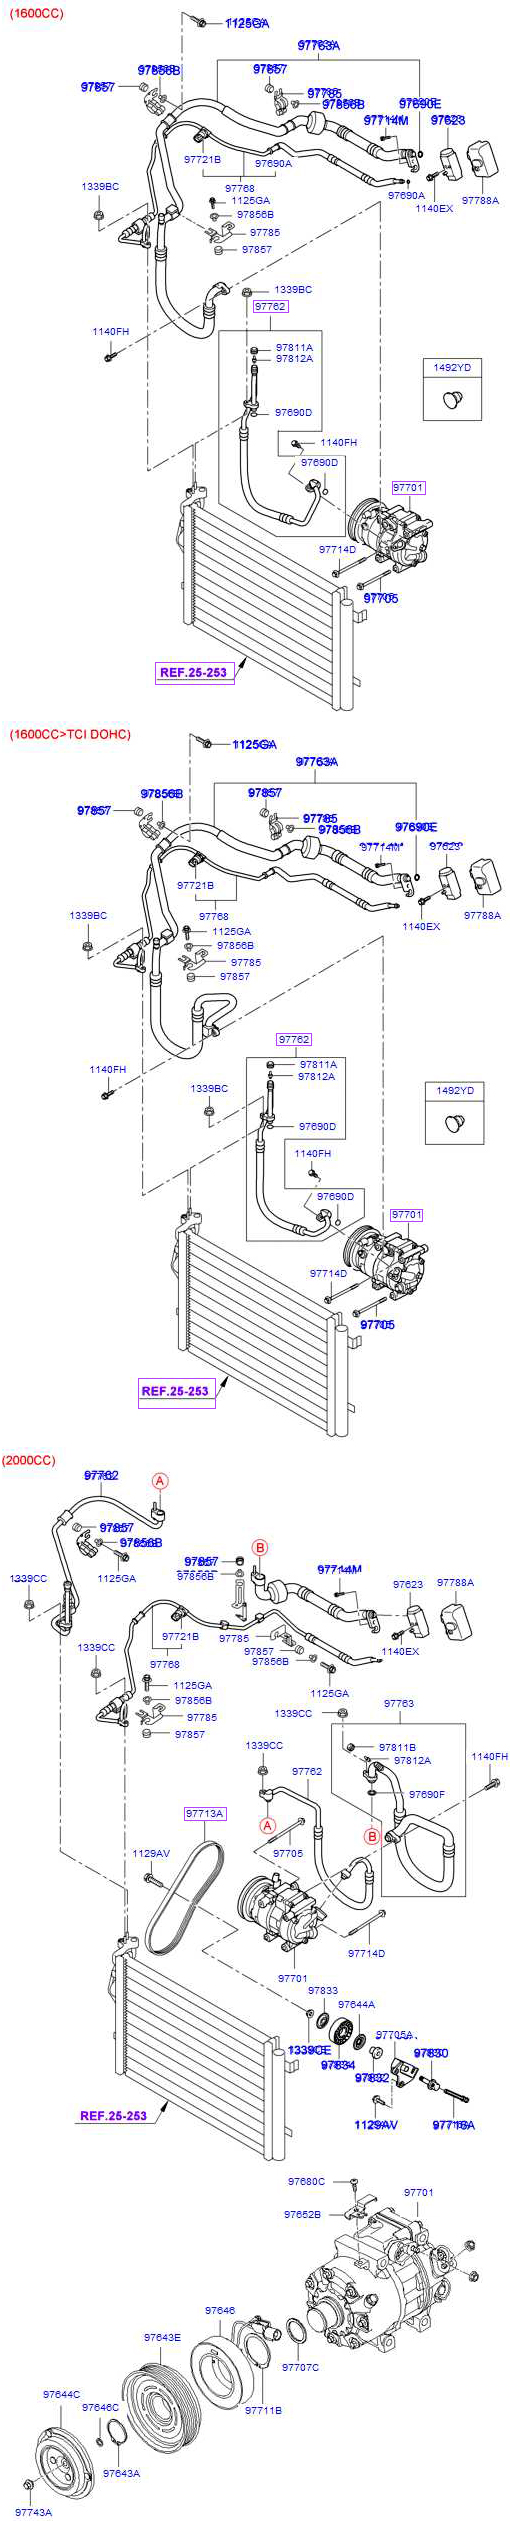 (1600CC)
1125GA
97763A
97857
97856B
97857
97785
97856B
97690E
97714M
97623
97721B
97690A
97768
97690A
97788A
1140EX
1339BC
1125GA
97856B
97785
97857
1339BC
97762
1140FH
97811A
97812A
1492YD
97690D
1140FH
97690D
97701
97714D
97705
REF.25-253
(1600CC>TCI DOHC)
1125GA
97763A
97857
97856B
97857
97785
97856B
97690E
97714M
97623
97721B
97768
97788A
1140EX
1339BC
1125GA
97856B
97785
97857
97762
1140FH
97811A
97812A
1339BC
1492YD
97690D
1140FH
97690D
97701
97714D
97705
REF.25-253
(2000CC)
97762
A
97857
97856B
1125GA
1339CC
97857
97856B
B
97714M
97623
97788A
97721B
97785
97857
97856B
97768
1140EX
1339CC
1125GA
97856B
97785
97857
1125GA
1339CC
97763
1339CC
97762
97811B
97812A
1140FH
97690F
97713A
A
B
97705
1129AV
97714D
97701
97833
97644A
1339CE
97834
97705A
97830
97832
1129AV
97716A
REF.25-253
97680C
97701
97652B
97646
97643E
97707C
97711B
97644C
97646C
97643A
97743A